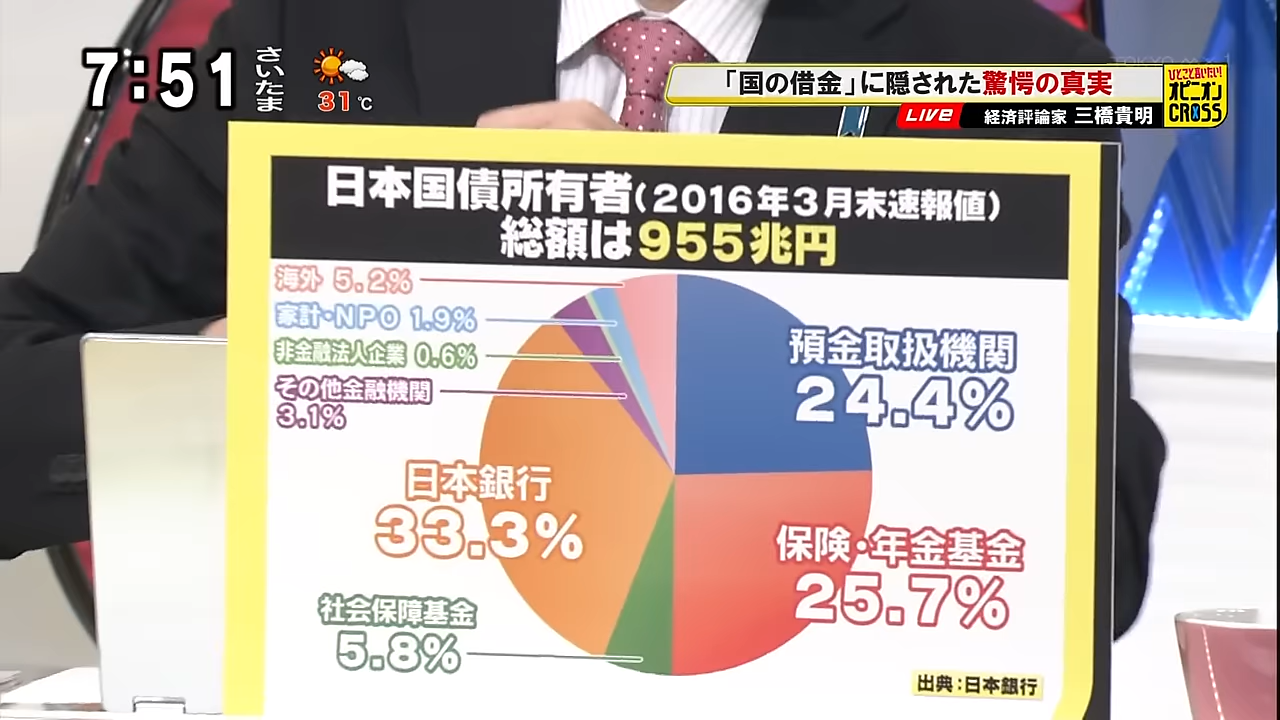 7:51
さいたま
31℃
「国の借金」に隠された驚愕の真実
LIVE 経済評論家 三橋貴明
ひとこと言いたい!
オピニオン
CROSS
日本国債所有者(2016年3月末速報値)
総額は955兆円
海外 5.2%
家計・NPO 1.9%
非金融法人企業 0.6%
その他金融機関
3.1%
預金取扱機関
24.4%
日本銀行
33.3%
保険・年金基金
25.7%
社会保障基金
5.8%
出典:日本銀行